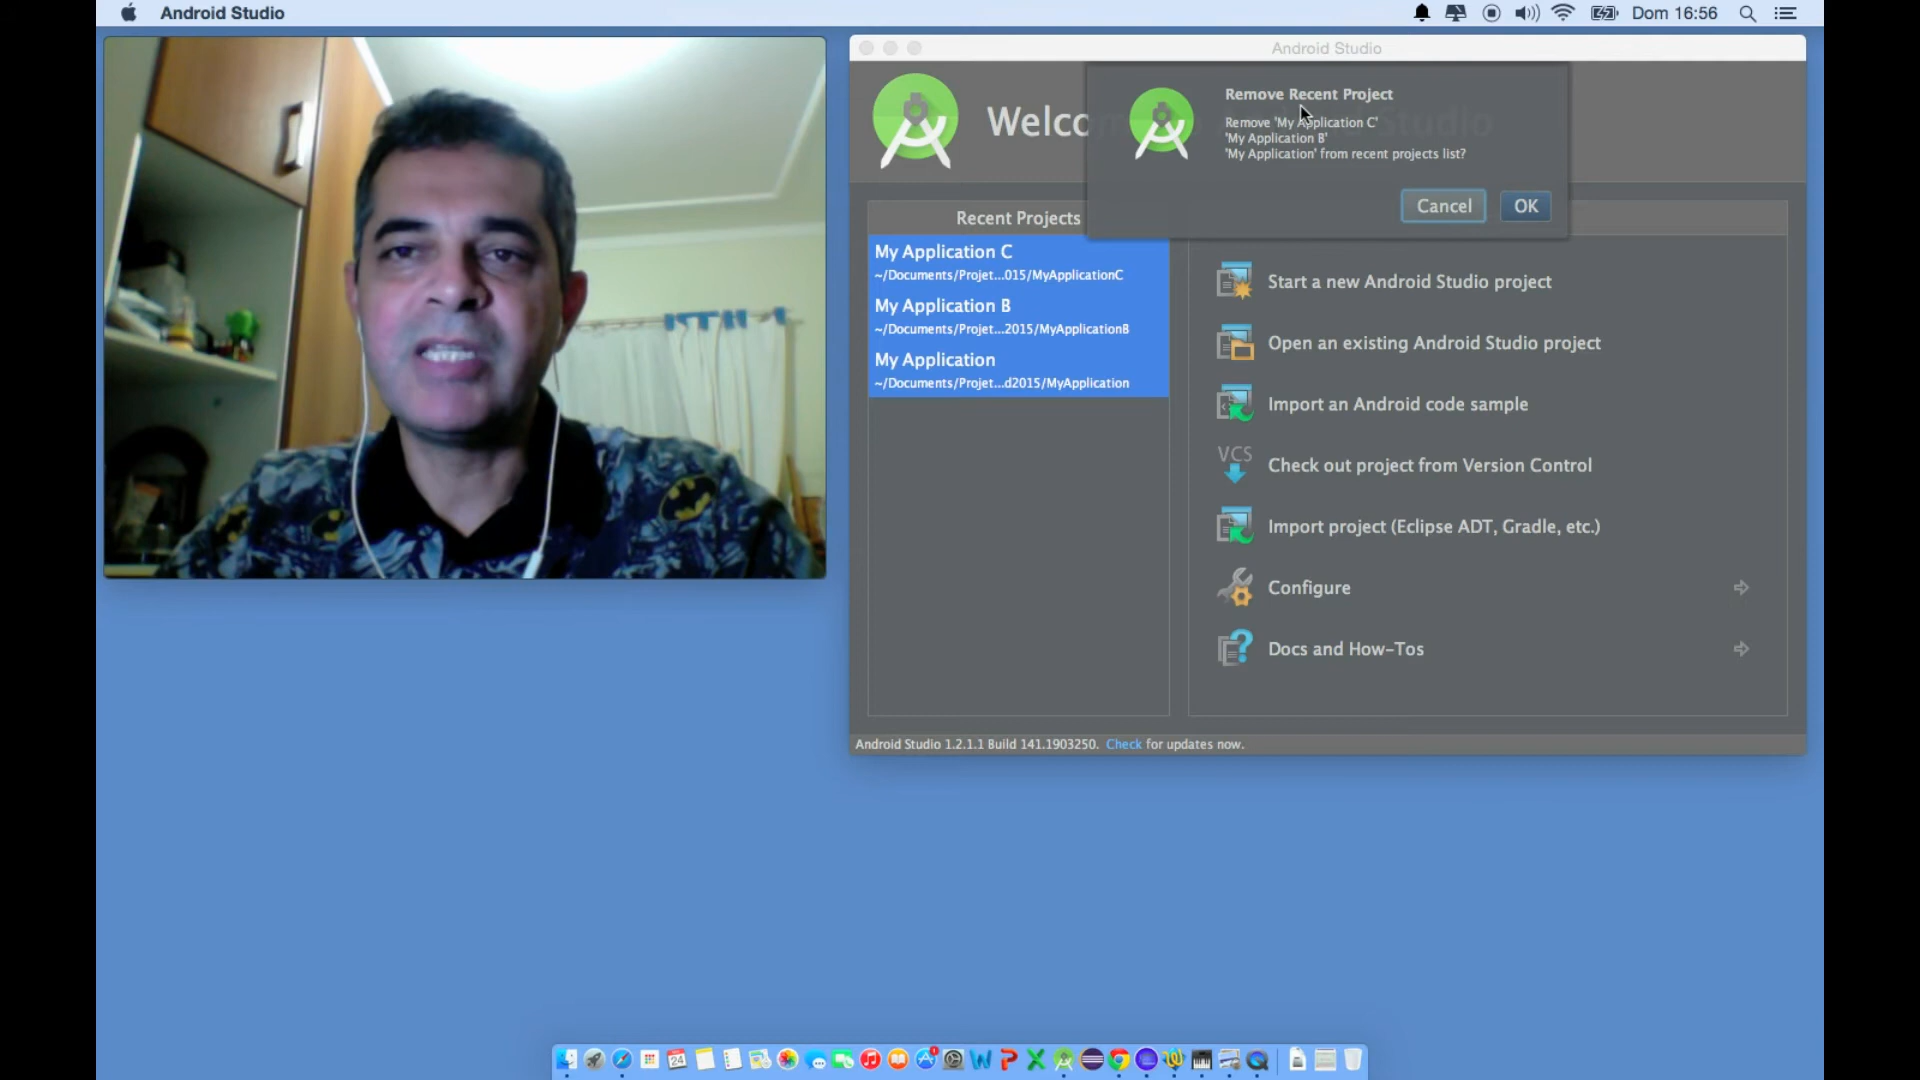 Android Studio
Dom 16:56
Android Studio
Welco
Remove Recent Project
Remove 'My Application C'
'My Application B'
'My Application' from recent projects list?
Cancel
OK
Recent Projects
My Application C
~/Documents/Projet...015/MyApplicationC
My Application B
~/Documents/Projet...2015/MyApplicationB
My Application
~/Documents/Projet...d2015/MyApplication
Start a new Android Studio project
Open an existing Android Studio project
Import an Android code sample
VCS
Check out project from Version Control
Import project (Eclipse ADT, Gradle, etc.)
Configure
Docs and How-Tos
Android Studio 1.2.1.1 Build 141.1903250. Check for updates now.
24